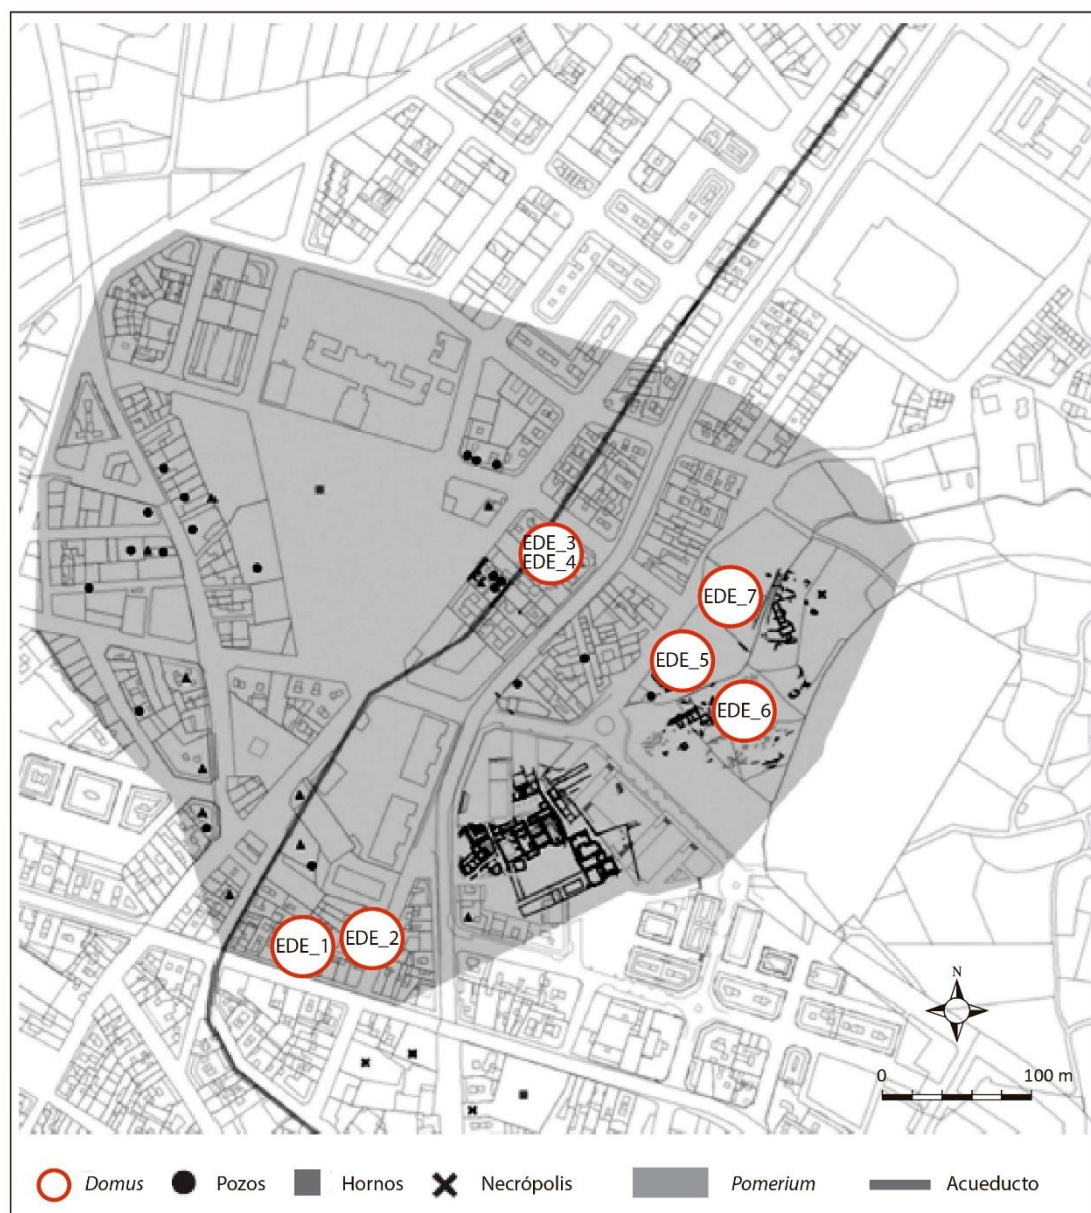 EDE_3
EDE_4
EDE_7
EDE_5
EDE_6
EDE_1
EDE_2
N
0 100 m
Domus Pozos Hornos Necrópolis Pomerium Acueducto